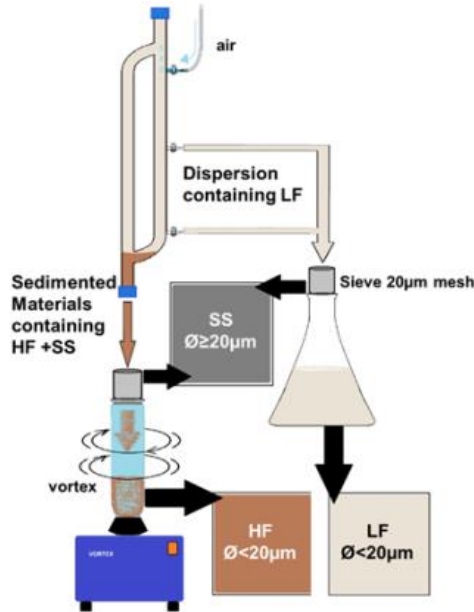 air
Dispersion
containing LF
Sedimented
Materials
containing
HF +SS
Sieve 20µm mesh
SS
Ø≥20µm
vortex
HF
Ø<20µm
LF
Ø<20µm
VORTEX